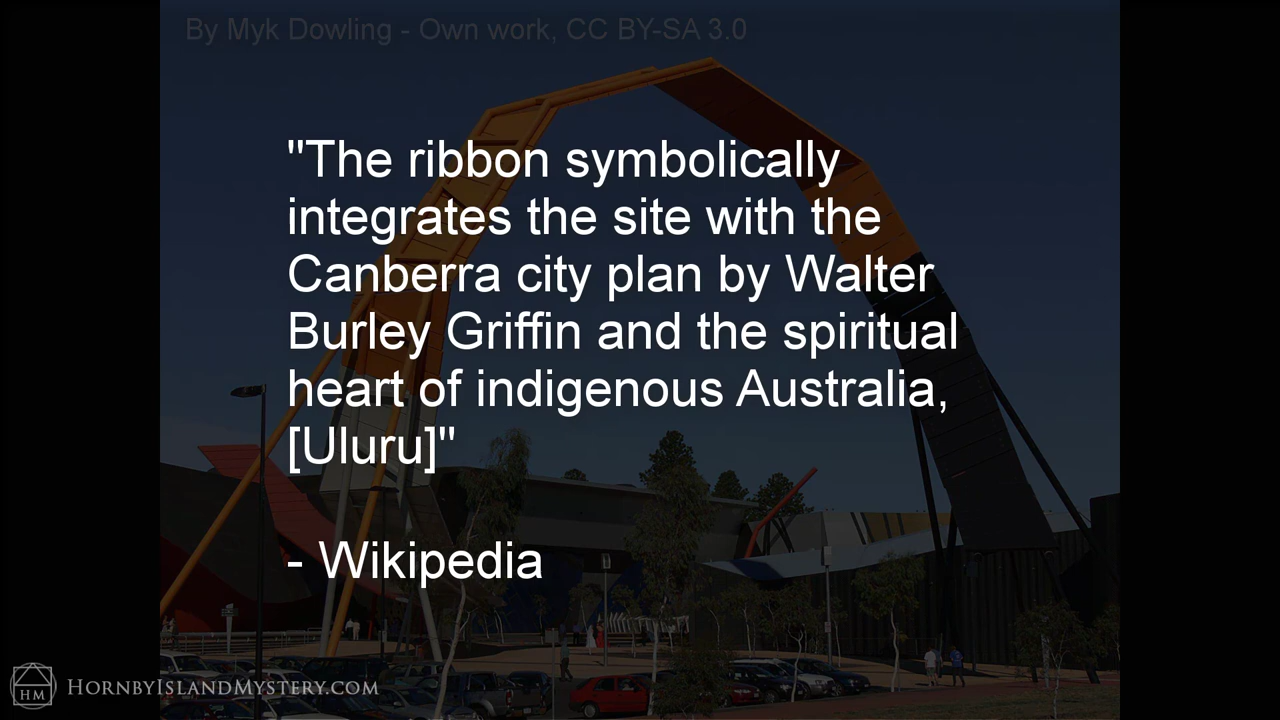 By Myk Dowling - Own work, CC BY-SA 3.0
"The ribbon symbolically
integrates the site with the
Canberra city plan by Walter
Burley Griffin and the spiritual
heart of indigenous Australia,
[Uluru]"
- Wikipedia
HM HornbyIslandMystery.com